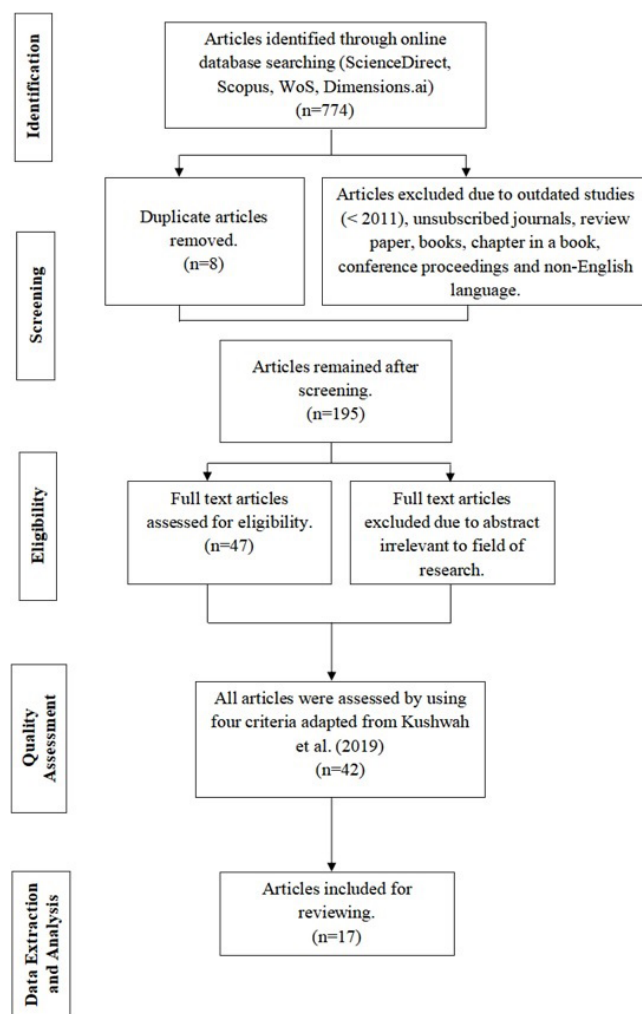 Identification
Articles identified through online
database searching (ScienceDirect,
Scopus, WoS, Dimensions.ai)
(n=774)
Duplicate articles
removed.
(n=8)
Articles excluded due to outdated studies
(< 2011), unsubscribed journals, review
paper, books, chapter in a book,
conference proceedings and non-English
language.
Screening
Articles remained after
screening.
(n=195)
Eligibility
Full text articles
assessed for eligibility.
(n=47)
Full text articles
excluded due to abstract
irrelevant to field of
research.
Quality
Assessment
All articles were assessed by using
four criteria adapted from Kushwah
et al. (2019)
(n=42)
Data Extraction
and Analysis
Articles included for
reviewing.
(n=17)